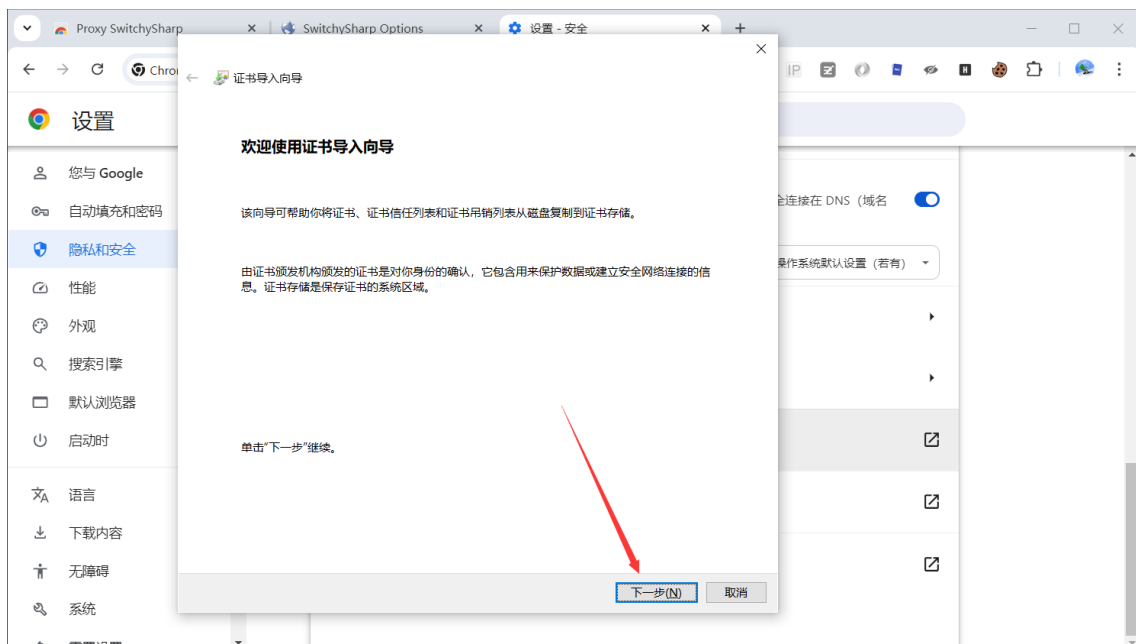 Proxy SwitchySharp
SwitchySharp Options
设置 - 安全
Chro
IP
证书导入向导
设置
欢迎使用证书导入向导
您与 Google
自动填充和密码
该向导可帮助你将证书、证书信任列表和证书吊销列表从磁盘复制到证书存储。
连接在 DNS（域名
隐私和安全
由证书颁发机构颁发的证书是对你身份的确认，它包含用来保护数据或建立安全网络连接的信
息。证书存储是保存证书的系统区域。
操作系统默认设置（若有）
性能
外观
搜索引擎
默认浏览器
启动时
单击“下一步”继续。
语言
下载内容
无障碍
下一步(N)
取消
系统